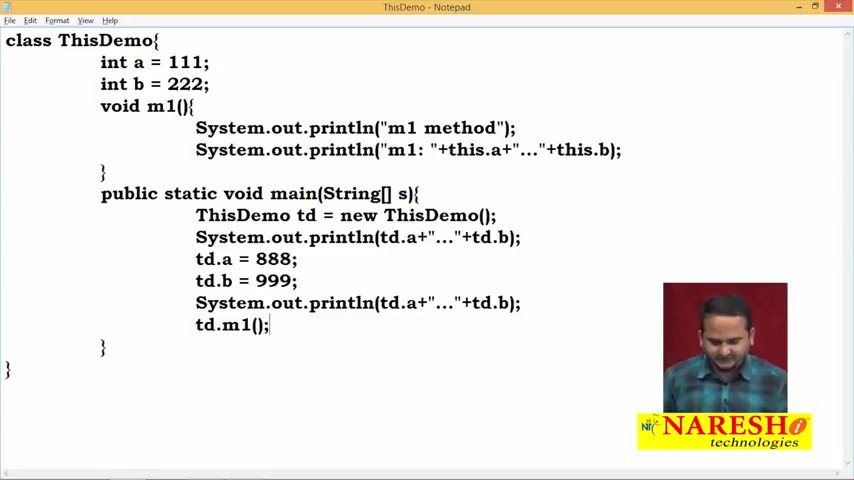 ThisDemo - Notepad
File Edit Format View Help
class ThisDemo{
int a = 111;
int b = 222;
void m1(){
System.out.println("m1 method");
System.out.println("m1: "+this.a+"..."+this.b);
}
public static void main(String[] s){
ThisDemo td = new ThisDemo();
System.out.println(td.a+"..."+td.b);
td.a = 888;
td.b = 999;
System.out.println(td.a+"..."+td.b);
td.m1();
}
}
NARESH i
technologies